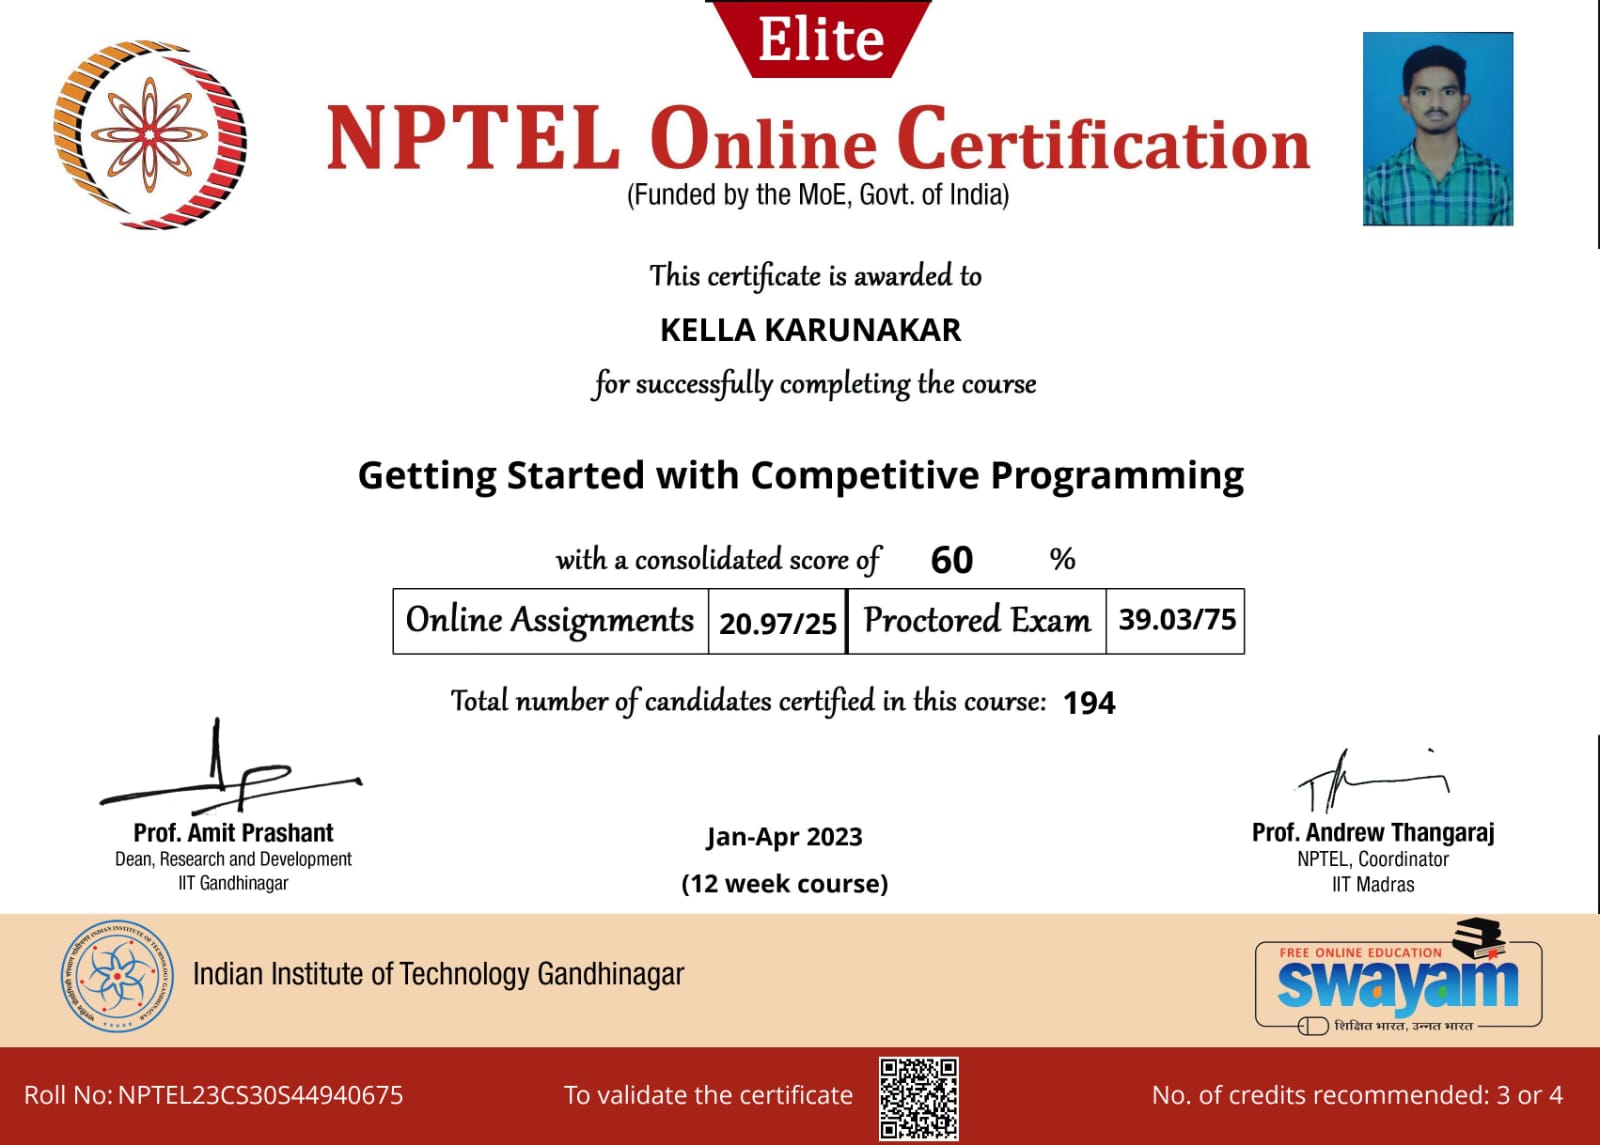 Elite
NPTEL Online Certification
(Funded by the MoE, Govt. of India)
This certificate is awarded to
KELLA KARUNAKAR
for successfully completing the course
Getting Started with Competitive Programming
with a consolidated score of 60 %
Online Assignments 20.97/25 Proctored Exam 39.03/75
Total number of candidates certified in this course: 194
Prof. Amit Prashant
Dean, Research and Development
IIT Gandhinagar
Jan-Apr 2023
(12 week course)
Prof. Andrew Thangaraj
NPTEL, Coordinator
IIT Madras
INDIAN INSTITUTE OF TECHNOLOGY GANDHINAGAR
Indian Institute of Technology Gandhinagar
FREE ONLINE EDUCATION
swayam
शिक्षित भारत, उन्नत भारत
Roll No: NPTEL23CS30S44940675
To validate the certificate
No. of credits recommended: 3 or 4